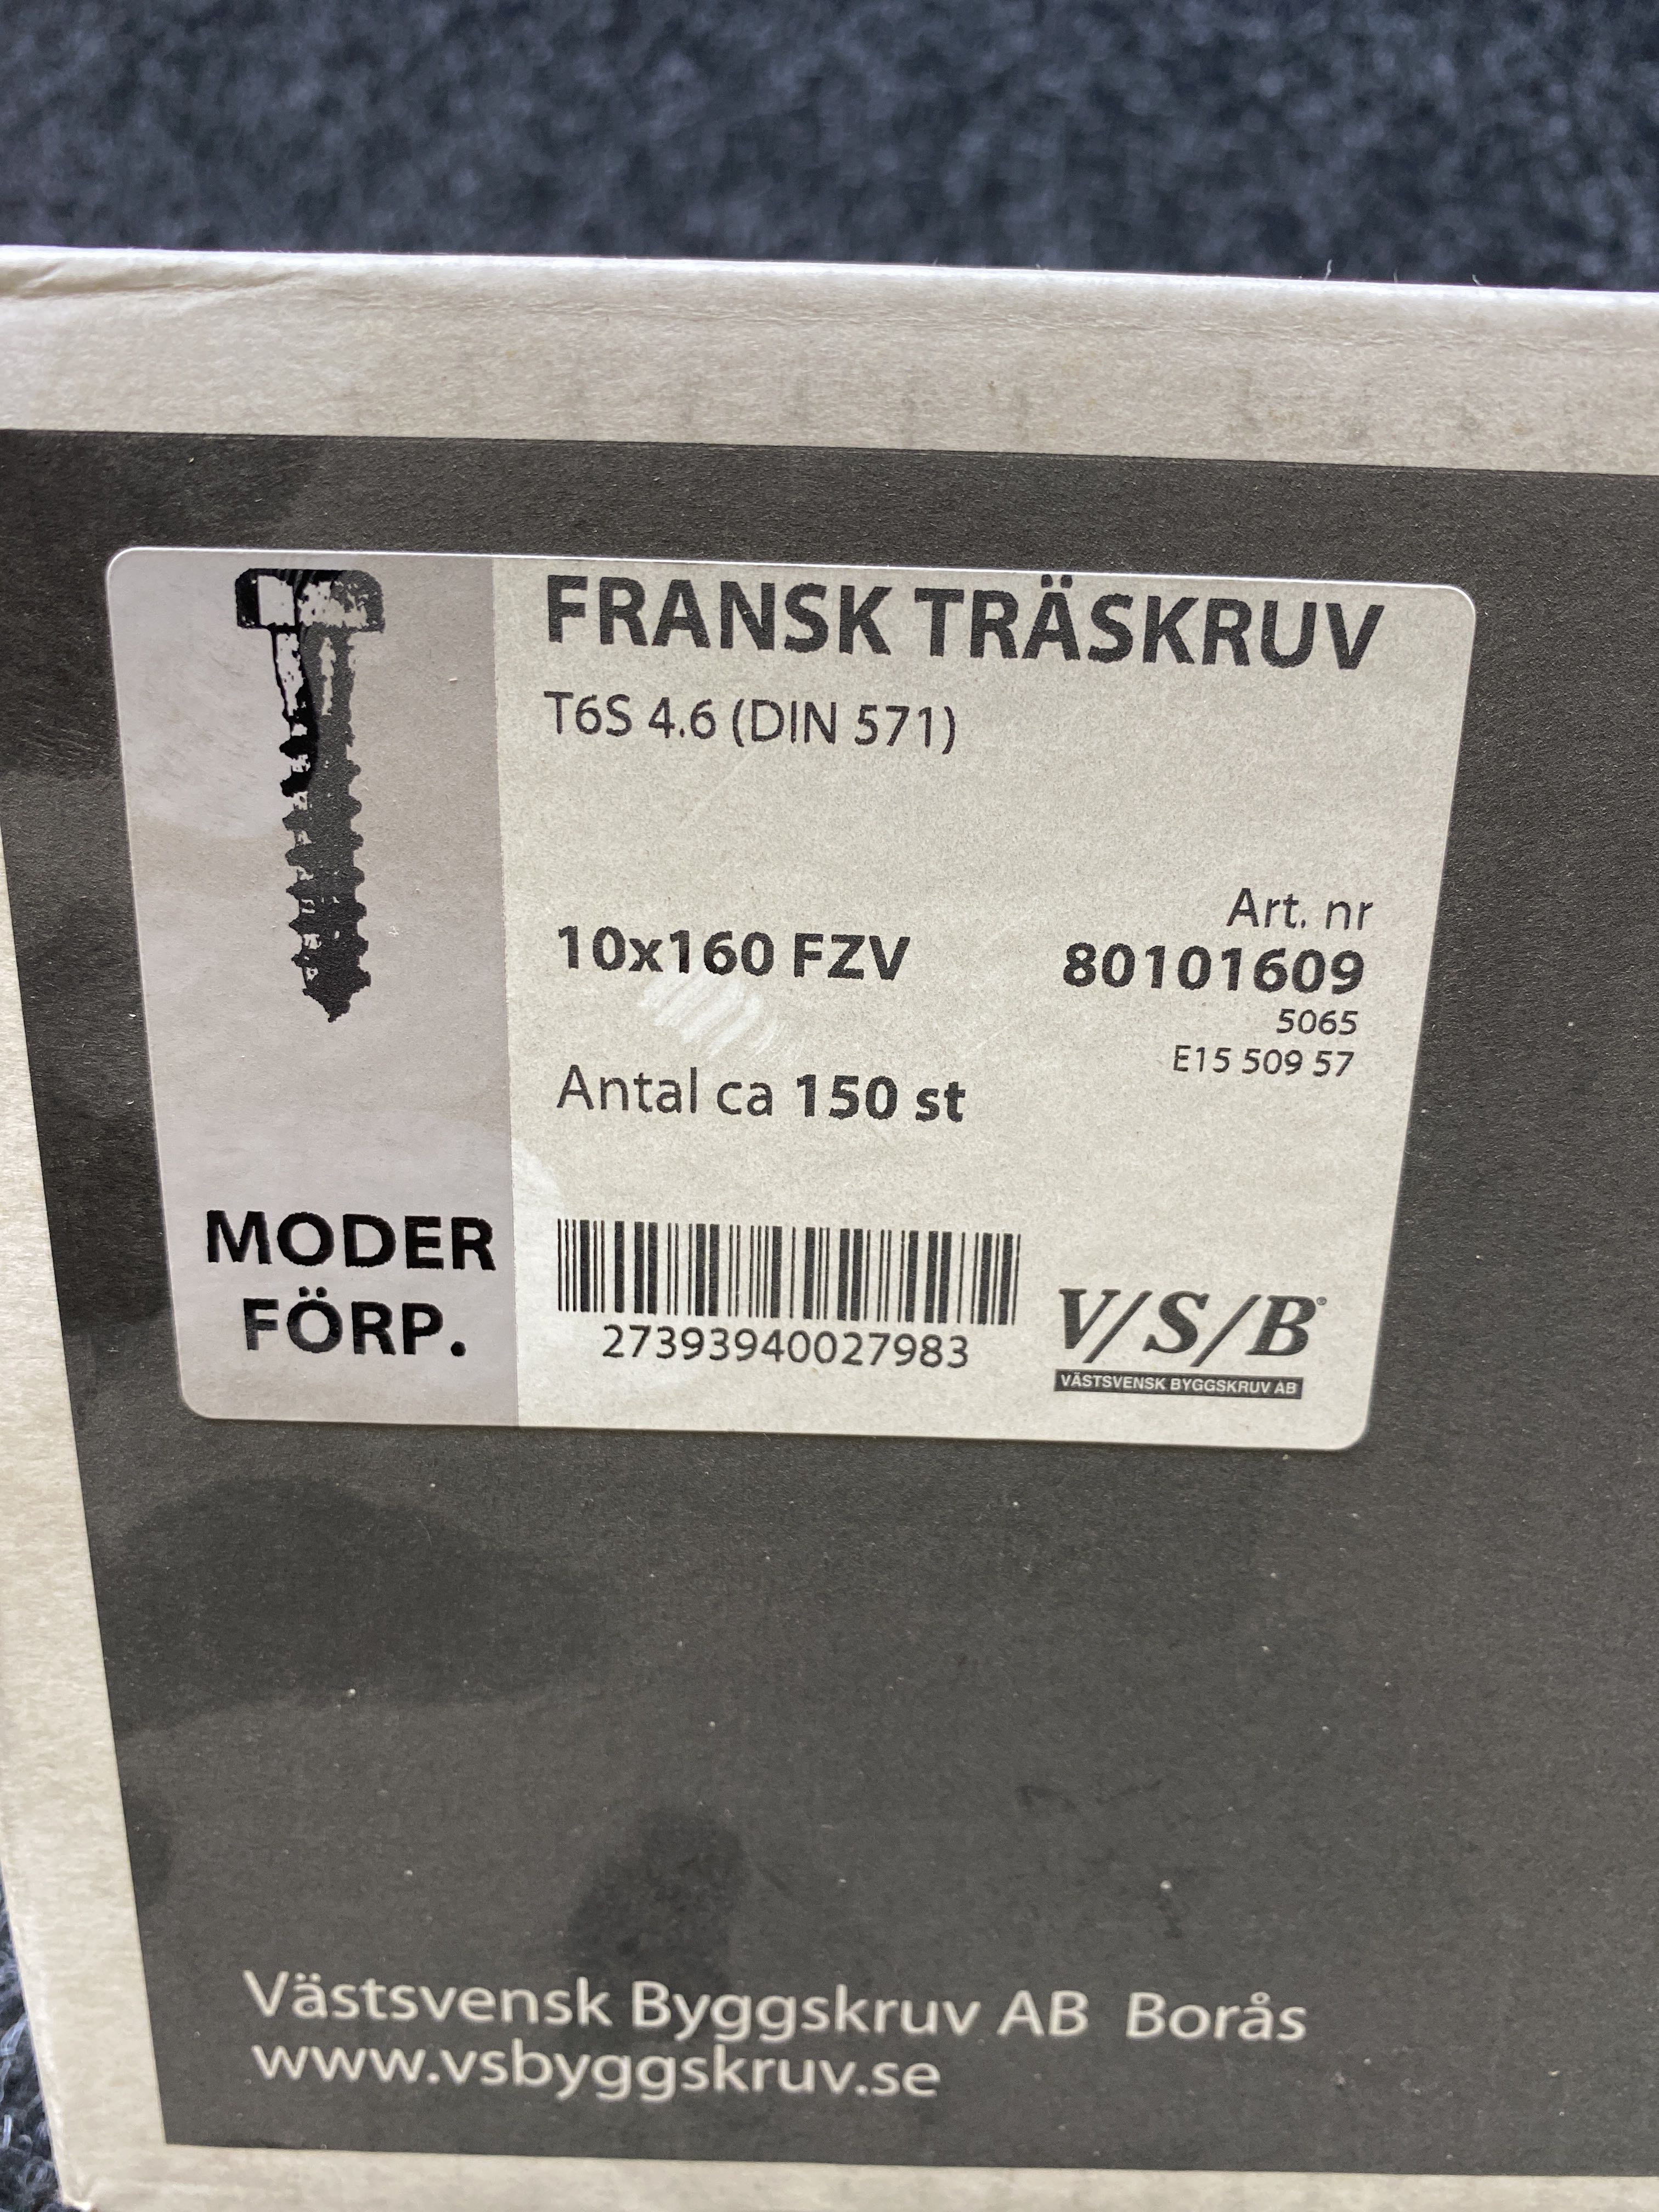 FRANSK TRÄSKRUV
T6S 4.6 (DIN 571)
Art. nr
10x160 FZV
80101609
5065
E15 509 57
Antal ca 150 st
MODER
FÖRP.
27393940027983
V/S/B®
VÄSTSVENSK BYGGSKRUV AB
Västsvensk Byggskruv AB Borås
www.vsbyggskruv.se